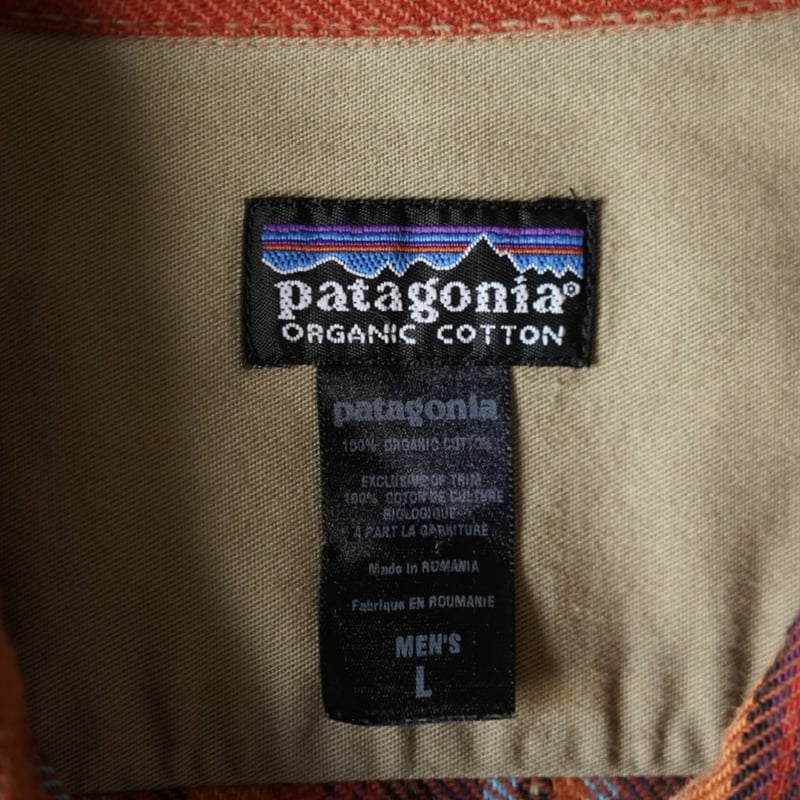 patagonia®
ORGANIC COTTON
patagonia
100% ORGANIC COTTON
EXCLUSIVE OF TRIM
100% COTON DE CULTURE
BIOLOGIQUE
A PART LA GARNITURE
Made in ROMANIA
Fabrique EN ROUMANIE
MEN'S
L